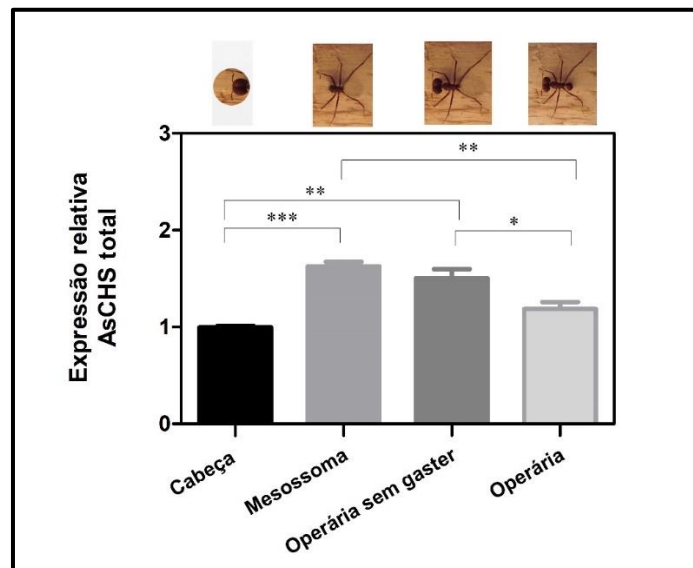 3
**
**
***
*
2
1
0
Expressão relativa
AsCHS total
Cabeça
Mesossoma
Operária sem gaster
Operária